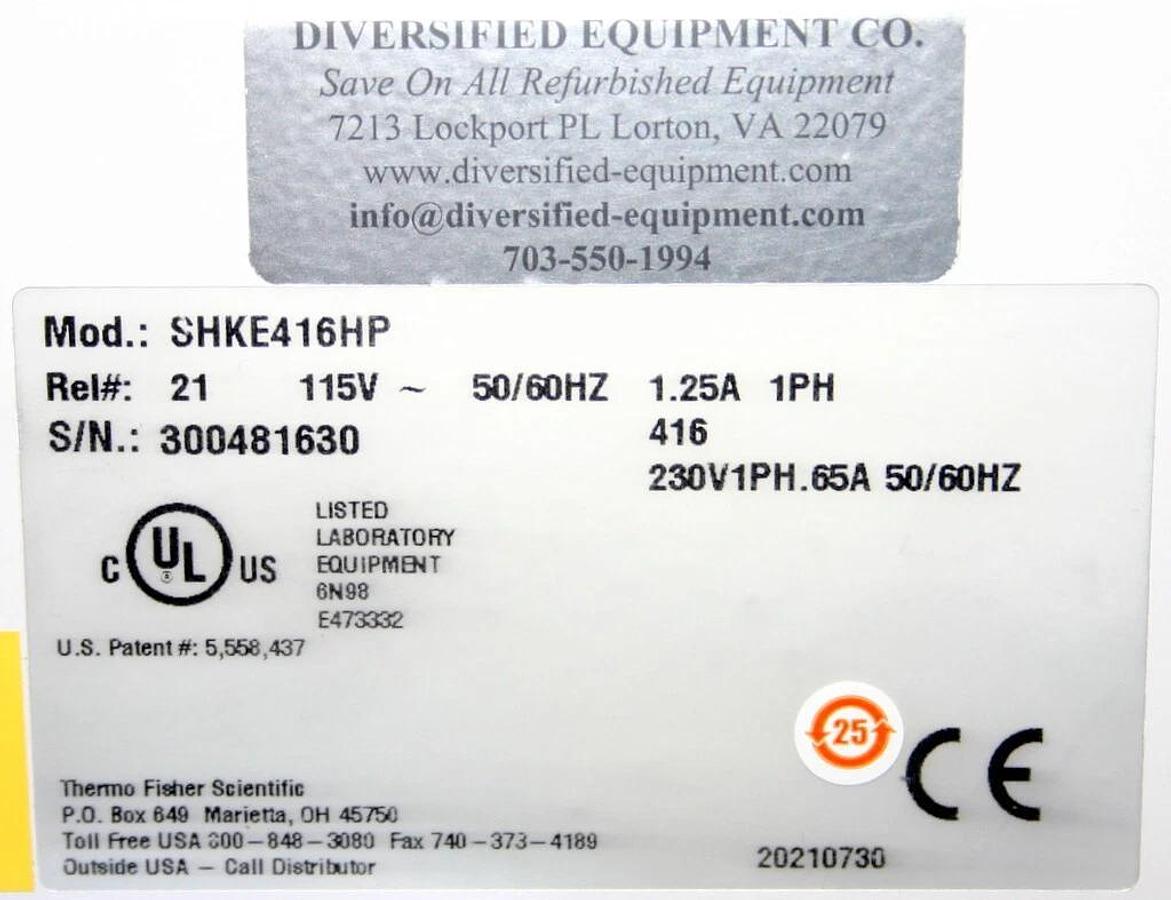 DIVERSIFIED EQUIPMENT CO.
Save On All Refurbished Equipment
7213 Lockport PL Lorton, VA 22079
www.diversified-equipment.com
info@diversified-equipment.com
703-550-1994
Mod.: SHKE416HP
Rel#: 21 115V ~ 50/60HZ 1.25A 1PH
S/N.: 300481630 416
230V1PH.65A 50/60HZ
C UL ® US
LISTED
LABORATORY
EQUIPMENT
6N98
E473332
U.S. Patent #: 5,558,437
25
CE
Thermo Fisher Scientific
P.O. Box 649 Marietta, OH 45750
Toll Free USA 800-848-3080 Fax 740-373-4189
Outside USA - Call Distributor
20210730